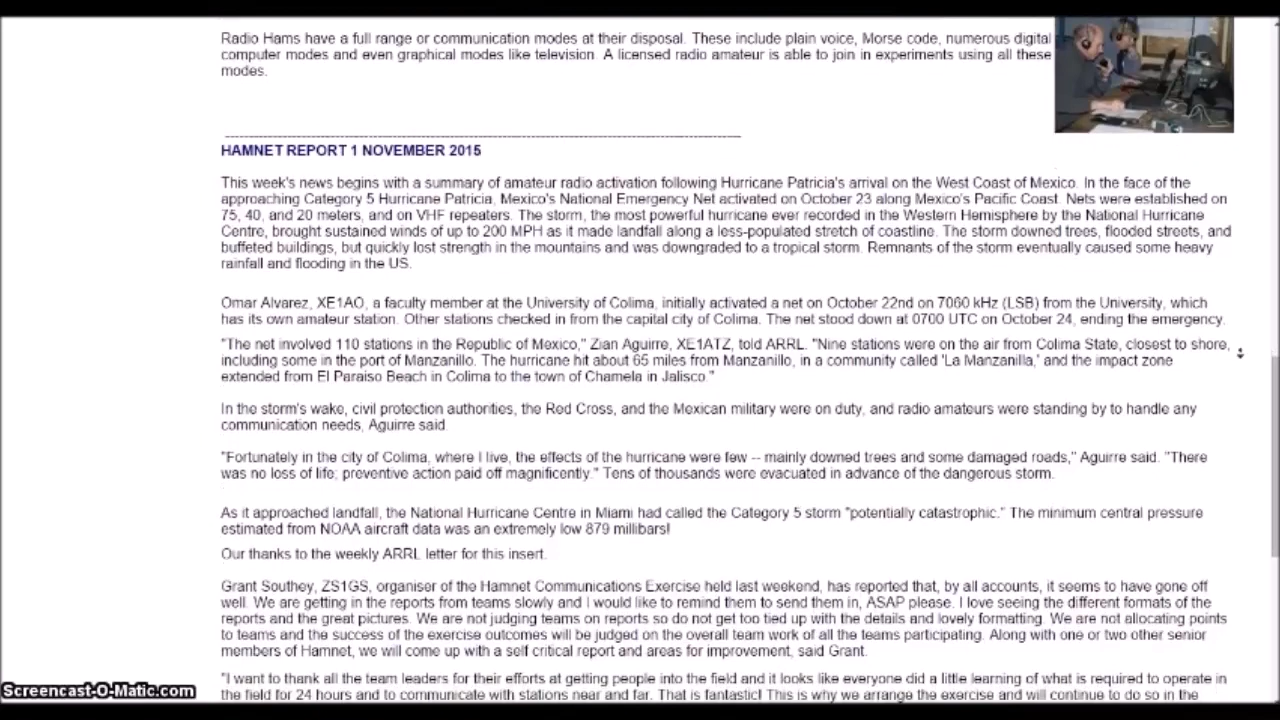 Radio Hams have a full range or communication modes at their disposal. These include plain voice, Morse code, numerous digital
computer modes and even graphical modes like television. A licensed radio amateur is able to join in experiments using all these
modes.
HAMNET REPORT 1 NOVEMBER 2015
This week's news begins with a summary of amateur radio activation following Hurricane Patricia's arrival on the West Coast of Mexico. In the face of the
approaching Category 5 Hurricane Patricia, Mexico's National Emergency Net activated on October 23 along Mexico's Pacific Coast. Nets were established on
75, 40, and 20 meters, and on VHF repeaters. The storm, the most powerful hurricane ever recorded in the Western Hemisphere by the National Hurricane
Centre, brought sustained winds of up to 200 MPH as it made landfall along a less-populated stretch of coastline. The storm downed trees, flooded streets, and
buffeted buildings, but quickly lost strength in the mountains and was downgraded to a tropical storm. Remnants of the storm eventually caused some heavy
rainfall and flooding in the US.
Omar Alvarez, XE1AO, a faculty member at the University of Colima, initially activated a net on October 22nd on 7060 kHz (LSB) from the University, which
has its own amateur station. Other stations checked in from the capital city of Colima. The net stood down at 0700 UTC on October 24, ending the emergency.
"The net involved 110 stations in the Republic of Mexico," Zian Aguirre, XE1ATZ, told ARRL. "Nine stations were on the air from Colima State, closest to shore,
including some in the port of Manzanillo. The hurricane hit about 65 miles from Manzanillo, in a community called 'La Manzanilla,' and the impact zone
extended from El Paraiso Beach in Colima to the town of Chamela in Jalisco."
In the storm's wake, civil protection authorities, the Red Cross, and the Mexican military were on duty, and radio amateurs were standing by to handle any
communication needs, Aguirre said.
"Fortunately in the city of Colima, where I live, the effects of the hurricane were few -- mainly downed trees and some damaged roads," Aguirre said. "There
was no loss of life; preventive action paid off magnificently." Tens of thousands were evacuated in advance of the dangerous storm.
As it approached landfall, the National Hurricane Centre in Miami had called the Category 5 storm "potentially catastrophic." The minimum central pressure
estimated from NOAA aircraft data was an extremely low 879 millibars!
Our thanks to the weekly ARRL letter for this insert.
Grant Southey, ZS1GS, organiser of the Hamnet Communications Exercise held last weekend, has reported that, by all accounts, it seems to have gone off
well. We are getting in the reports from teams slowly and I would like to remind them to send them in, ASAP please. I love seeing the different formats of the
reports and the great pictures. We are not judging teams on reports so do not get too tied up with the details and lovely formatting. We are not allocating points
to teams and the success of the exercise outcomes will be judged on the overall team work of all the teams participating. Along with one or two other senior
members of Hamnet, we will come up with a self critical report and areas for improvement, said Grant.
"I want to thank all the team leaders for their efforts at getting people into the field and it looks like everyone did a little learning of what is required to operate in
the field for 24 hours and to communicate with stations near and far. That is fantastic! This is why we arrange the exercise and will continue to do so in the
Screencast-O-Matic.com